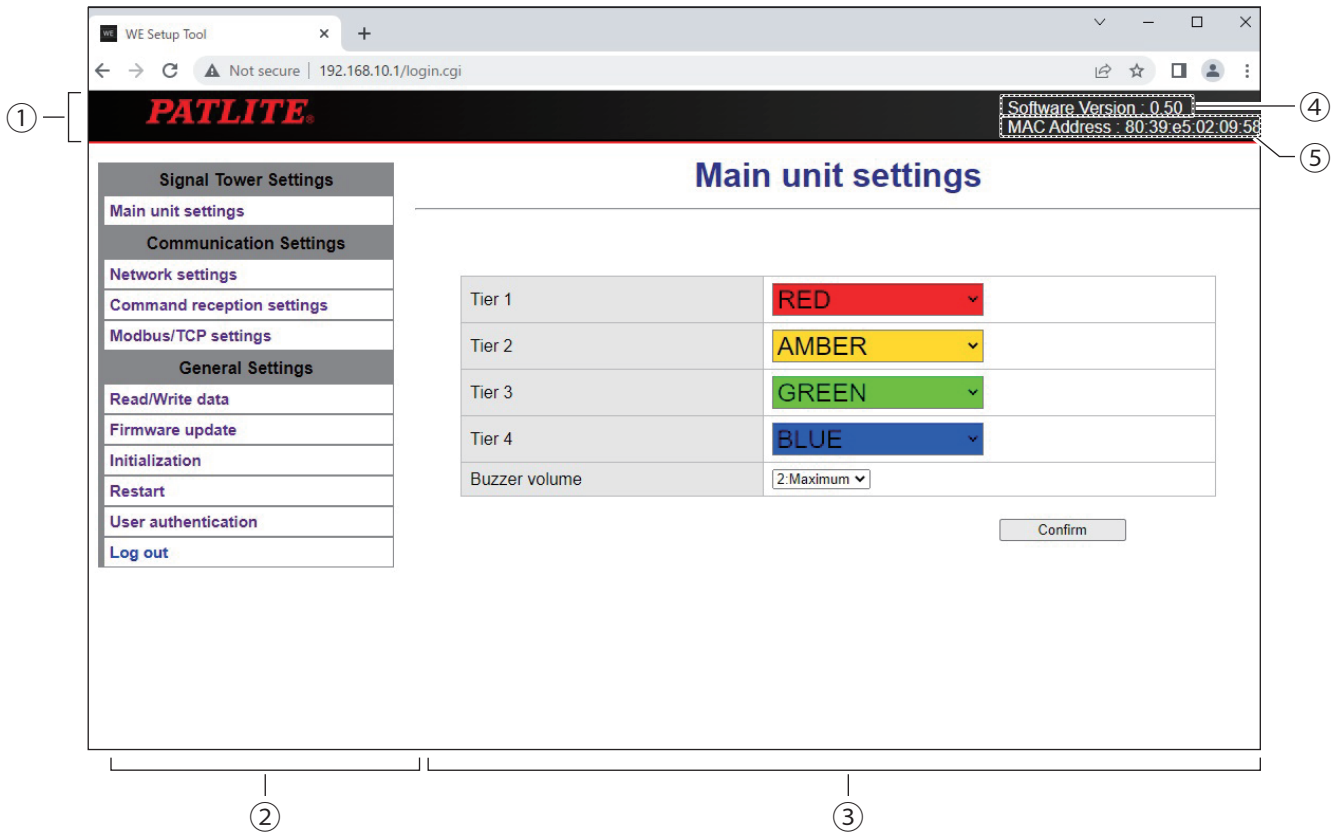 WE WE Setup Tool × +
Not secure | 192.168.10.1/login.cgi
① PATLITE®
Software Version : 0.50 ④
MAC Address : 80:39:e5:02:09:58 ⑤
Signal Tower Settings
Main unit settings
Communication Settings
Network settings
Command reception settings
Modbus/TCP settings
General Settings
Read/Write data
Firmware update
Initialization
Restart
User authentication
Log out
Main unit settings
Tier 1 RED
Tier 2 AMBER
Tier 3 GREEN
Tier 4 BLUE
Buzzer volume 2:Maximum
Confirm
② ③